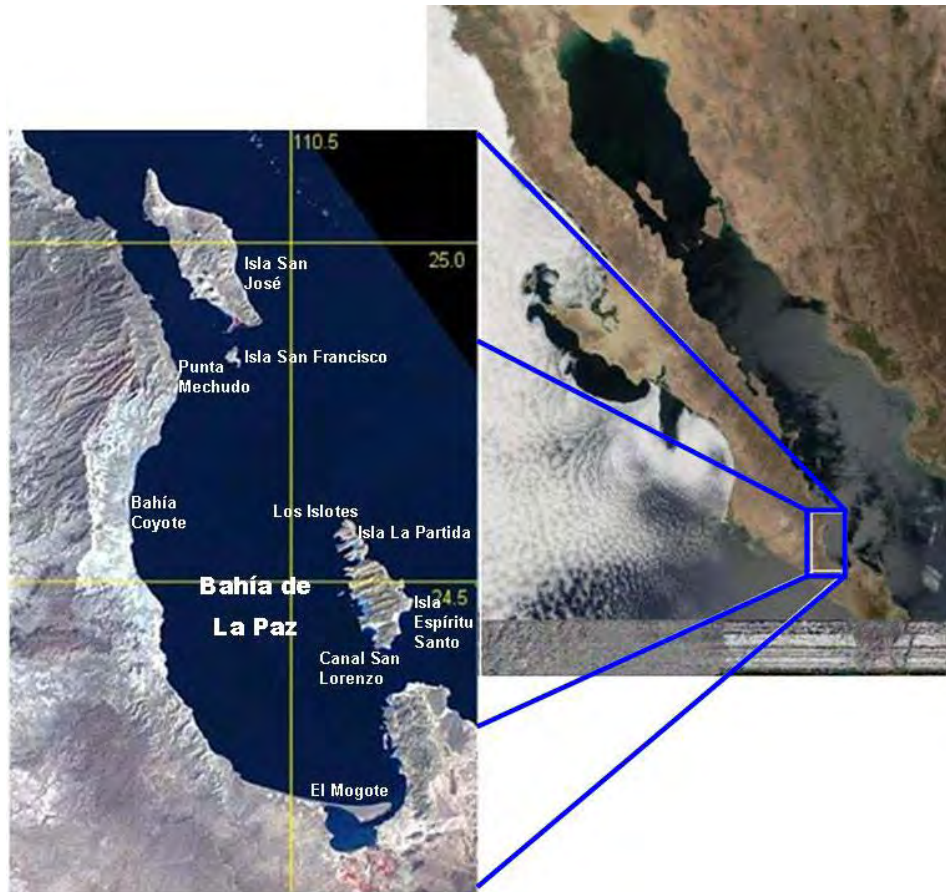 110.5
25.0
Isla San
José
Isla San Francisco
Punta
Mechudo
Bahía
Coyote
Los Islotes
Isla La Partida
Bahía de
La Paz
24.5
Isla
Espíritu
Santo
Canal San
Lorenzo
El Mogote